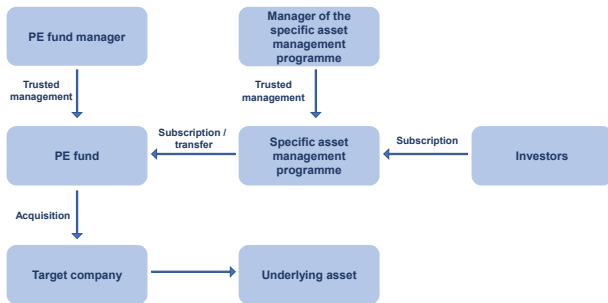 PE fund manager
Manager of the
specific asset
management
programme
Trusted
management
Trusted
management
PE fund
Subscription /
transfer
Specific asset
management
programme
Subscription
Investors
Acquisition
Target company
Underlying asset